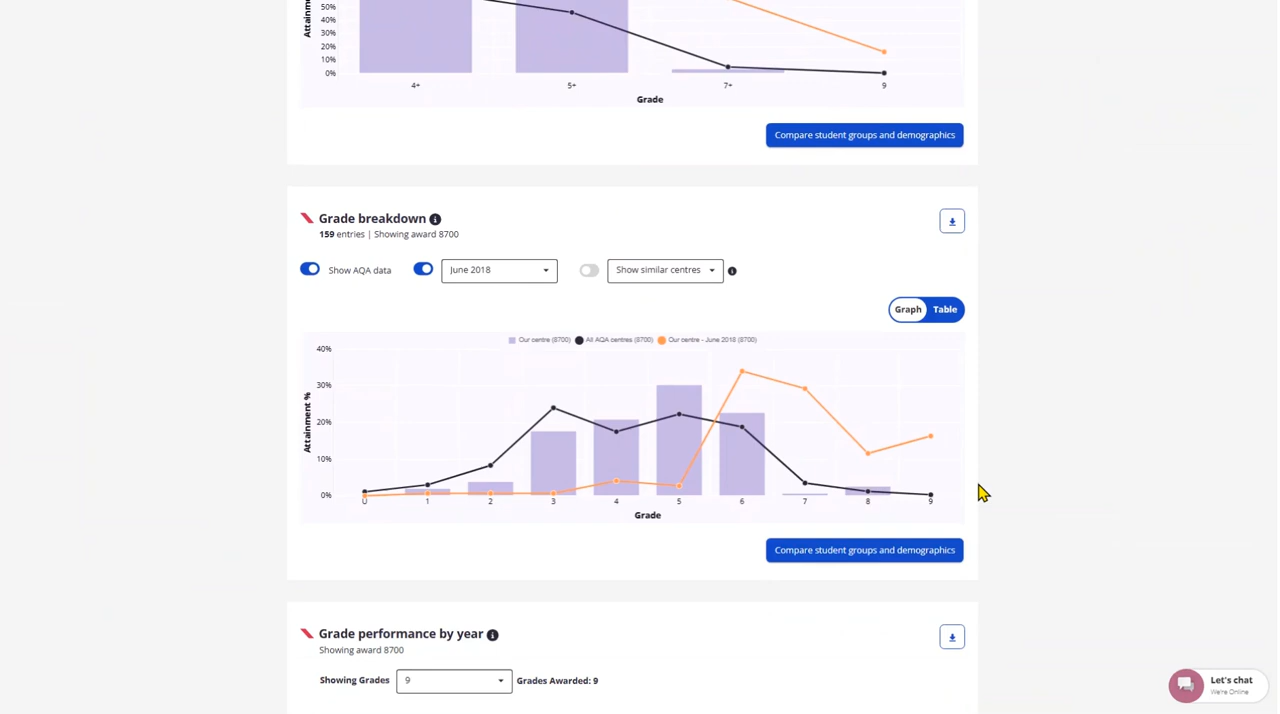 Attainm
50%
40%
30%
20%
10%
0%
4+ 5+ 7+ 9
Grade
Compare student groups and demographics
Grade breakdown i
159 entries | Showing award 8700
Show AQA data June 2018 Show similar centres i
Graph Table
Our centre (8700) All AQA centres (8700) Our centre - June 2018 (8700)
Attainment %
40%
30%
20%
10%
0%
U 1 2 3 4 5 6 7 8 9
Grade
Compare student groups and demographics
Grade performance by year i
Showing award 8700
Showing Grades 9 Grades Awarded: 9
Let's chat
We're Online